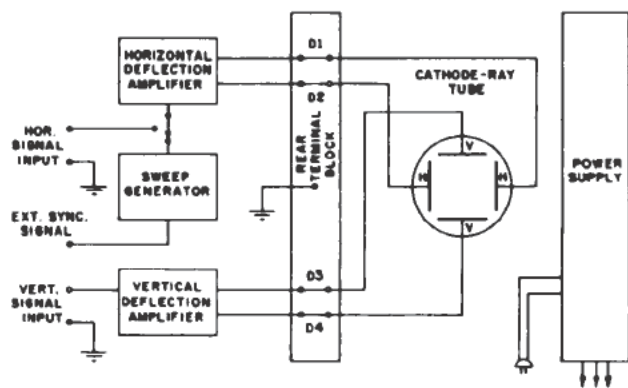 HORIZONTAL
DEFLECTION
AMPLIFIER
D1
D2
CATHODE-RAY
TUBE
HOR.
SIGNAL
INPUT
SWEEP
GENERATOR
REAR
TERMINAL
BLOCK
V
H
H
V
POWER
SUPPLY
EXT. SYNC.
SIGNAL
VERT.
SIGNAL
INPUT
VERTICAL
DEFLECTION
AMPLIFIER
D3
D4